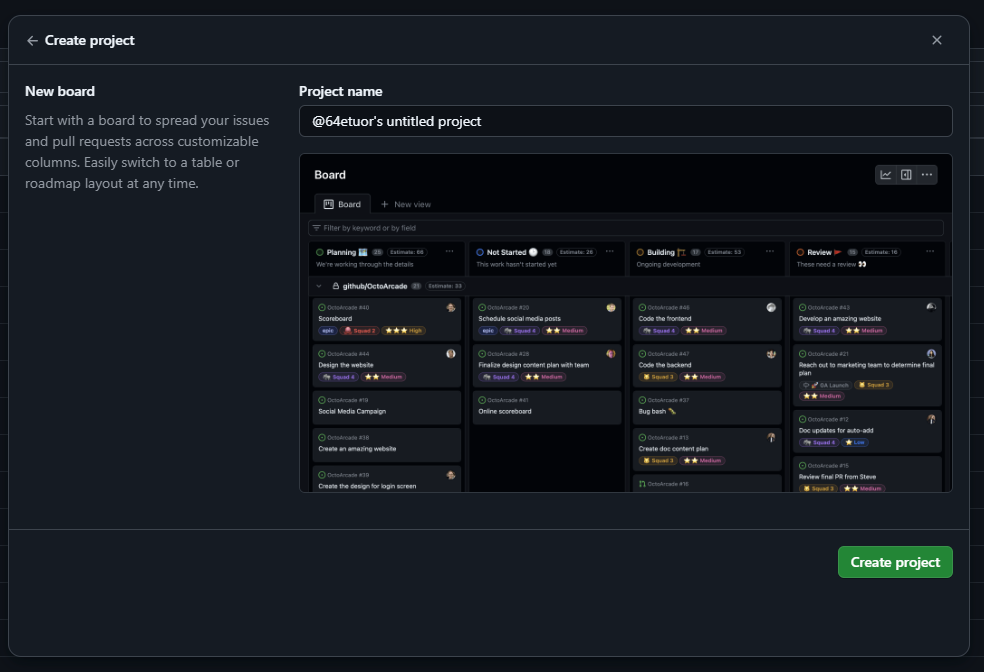 Create project
New board
Start with a board to spread your issues
and pull requests across customizable
columns. Easily switch to a table or
roadmap layout at any time.
Project name
@64etuor's untitled project
Board
Board
New view
Filter by keyword or by field
Planning 20 Estimate: 68
We're working through the details
Not Started 19 Estimate: 26
This work hasn't started yet
Building 17 Estimate: 53
Ongoing development
Review 15 Estimate: 16
These need a review 👀
github/OctoArcade 21 Estimate: 33
OctoArcade #40
Scoreboard
epic Squad 2 ⭐⭐⭐ High
OctoArcade #44
Design the website
Squad 4 ⭐⭐ Medium
OctoArcade #19
Social Media Campaign
OctoArcade #38
Create an amazing website
OctoArcade #39
Create the design for login screen
OctoArcade #20
Schedule social media posts
epic Squad 4 ⭐⭐ Medium
OctoArcade #28
Finalize design content plan with team
Squad 4 ⭐⭐ Medium
OctoArcade #41
Online scoreboard
OctoArcade #46
Code the frontend
Squad 4 ⭐⭐ Medium
OctoArcade #47
Code the backend
Squad 3 ⭐⭐ Medium
OctoArcade #37
Bug bash
OctoArcade #13
Create doc content plan
Squad 3 ⭐⭐ Medium
OctoArcade #16
OctoArcade #43
Develop an amazing website
Squad 4 ⭐⭐ Medium
OctoArcade #21
Reach out to marketing team to determine final
plan
GA Launch Squad 3
⭐⭐ Medium
OctoArcade #12
Doc updates for auto-add
Squad 4 ⭐ Low
OctoArcade #15
Review final PR from Steve
Squad 3 ⭐⭐ Medium
Create project